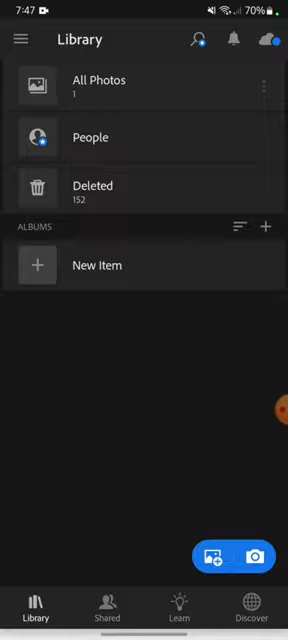 7:47
70%
Library
All Photos
1
People
Deleted
152
ALBUMS
New Item
Library
Shared
Learn
Discover